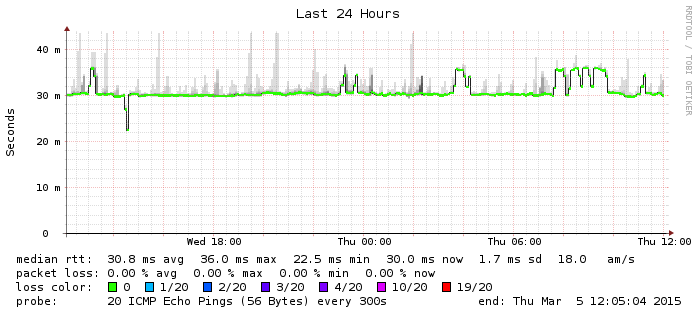 Last 24 Hours
RRDTOOL / TOBI OETIKER
Seconds
40 m
30 m
20 m
10 m
0
Wed 18:00 Thu 00:00 Thu 06:00 Thu 12:00
median rtt: 30.8 ms avg 36.0 ms max 22.5 ms min 30.0 ms now 1.7 ms sd 18.0 am/s
packet loss: 0.00 % avg 0.00 % max 0.00 % min 0.00 % now
loss color: 0 1/20 2/20 3/20 4/20 10/20 19/20
probe: 20 ICMP Echo Pings (56 Bytes) every 300s end: Thu Mar 5 12:05:04 2015